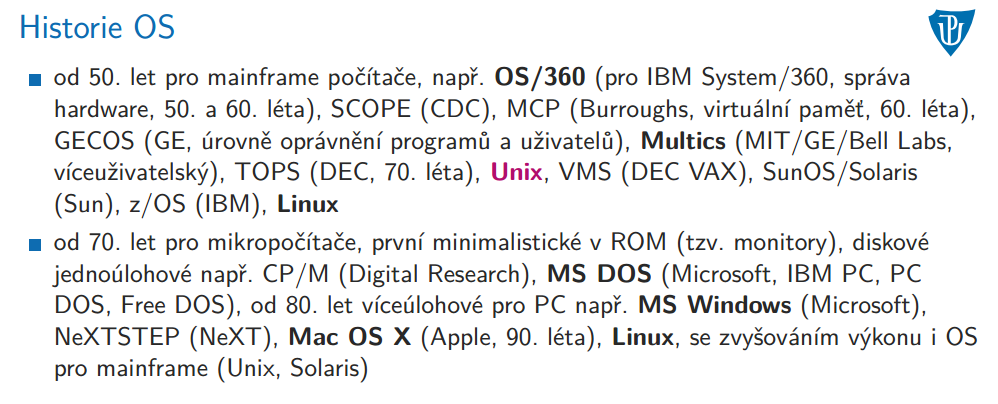 Historie OS
od 50. let pro mainframe počítače, např. OS/360 (pro IBM System/360, správa
hardware, 50. a 60. léta), SCOPE (CDC), MCP (Burroughs, virtuální paměť, 60. léta),
GECOS (GE, úrovně oprávnění programů a uživatelů), Multics (MIT/GE/Bell Labs,
víceuživatelský), TOPS (DEC, 70. léta), Unix, VMS (DEC VAX), SunOS/Solaris
(Sun), z/OS (IBM), Linux
od 70. let pro mikropočítače, první minimalistické v ROM (tzv. monitory), diskové
jednoúlohové např. CP/M (Digital Research), MS DOS (Microsoft, IBM PC, PC
DOS, Free DOS), od 80. let víceúlohové pro PC např. MS Windows (Microsoft),
NeXTSTEP (NeXT), Mac OS X (Apple, 90. léta), Linux, se zvyšováním výkonu i OS
pro mainframe (Unix, Solaris)